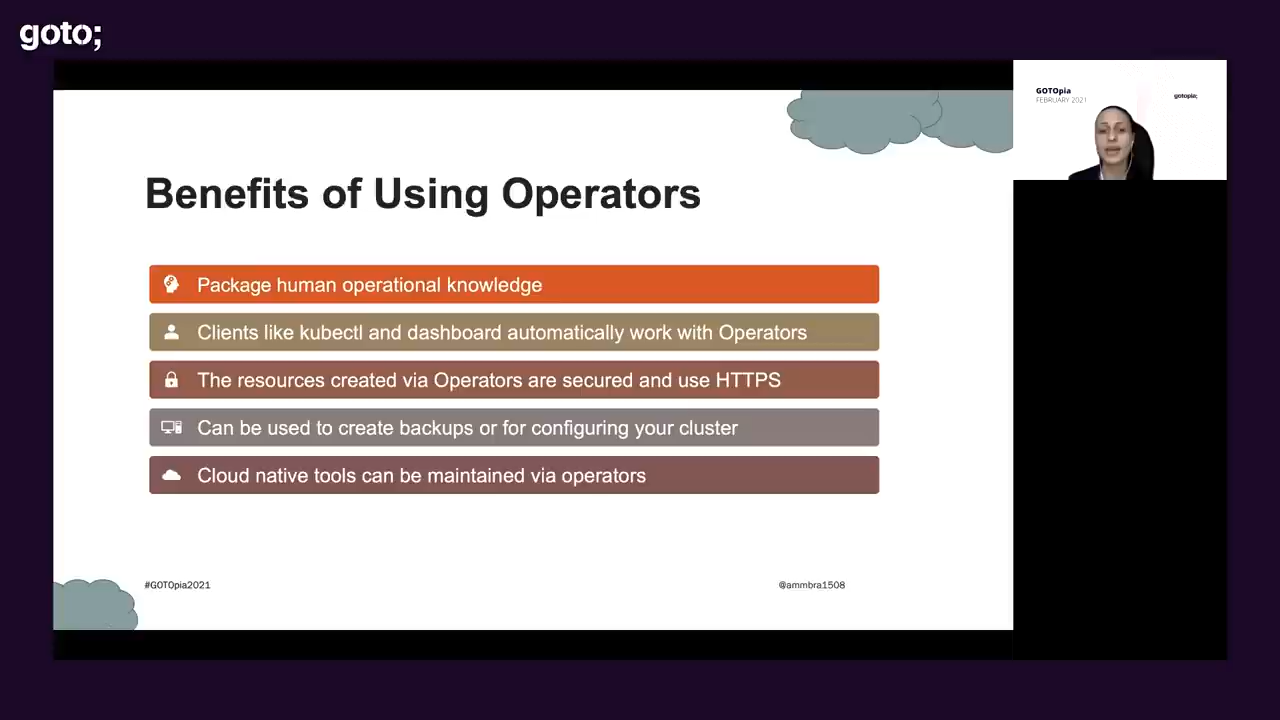 goto;
GOTOpia
FEBRUARY 2021
gotopia;
Benefits of Using Operators
Package human operational knowledge
Clients like kubectl and dashboard automatically work with Operators
The resources created via Operators are secured and use HTTPS
Can be used to create backups or for configuring your cluster
Cloud native tools can be maintained via operators
#GOTOpia2021
@ammbra1508